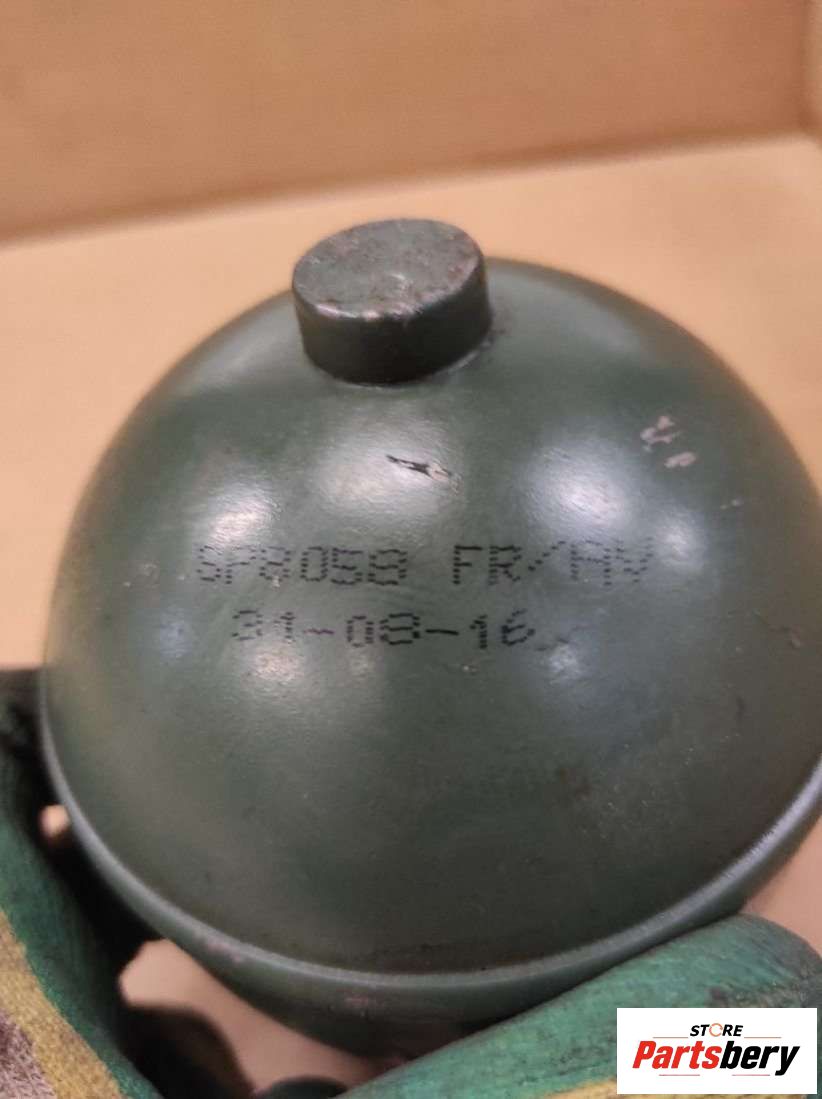 SP8058 FR/AV
31-08-16
STORE
Partsbery